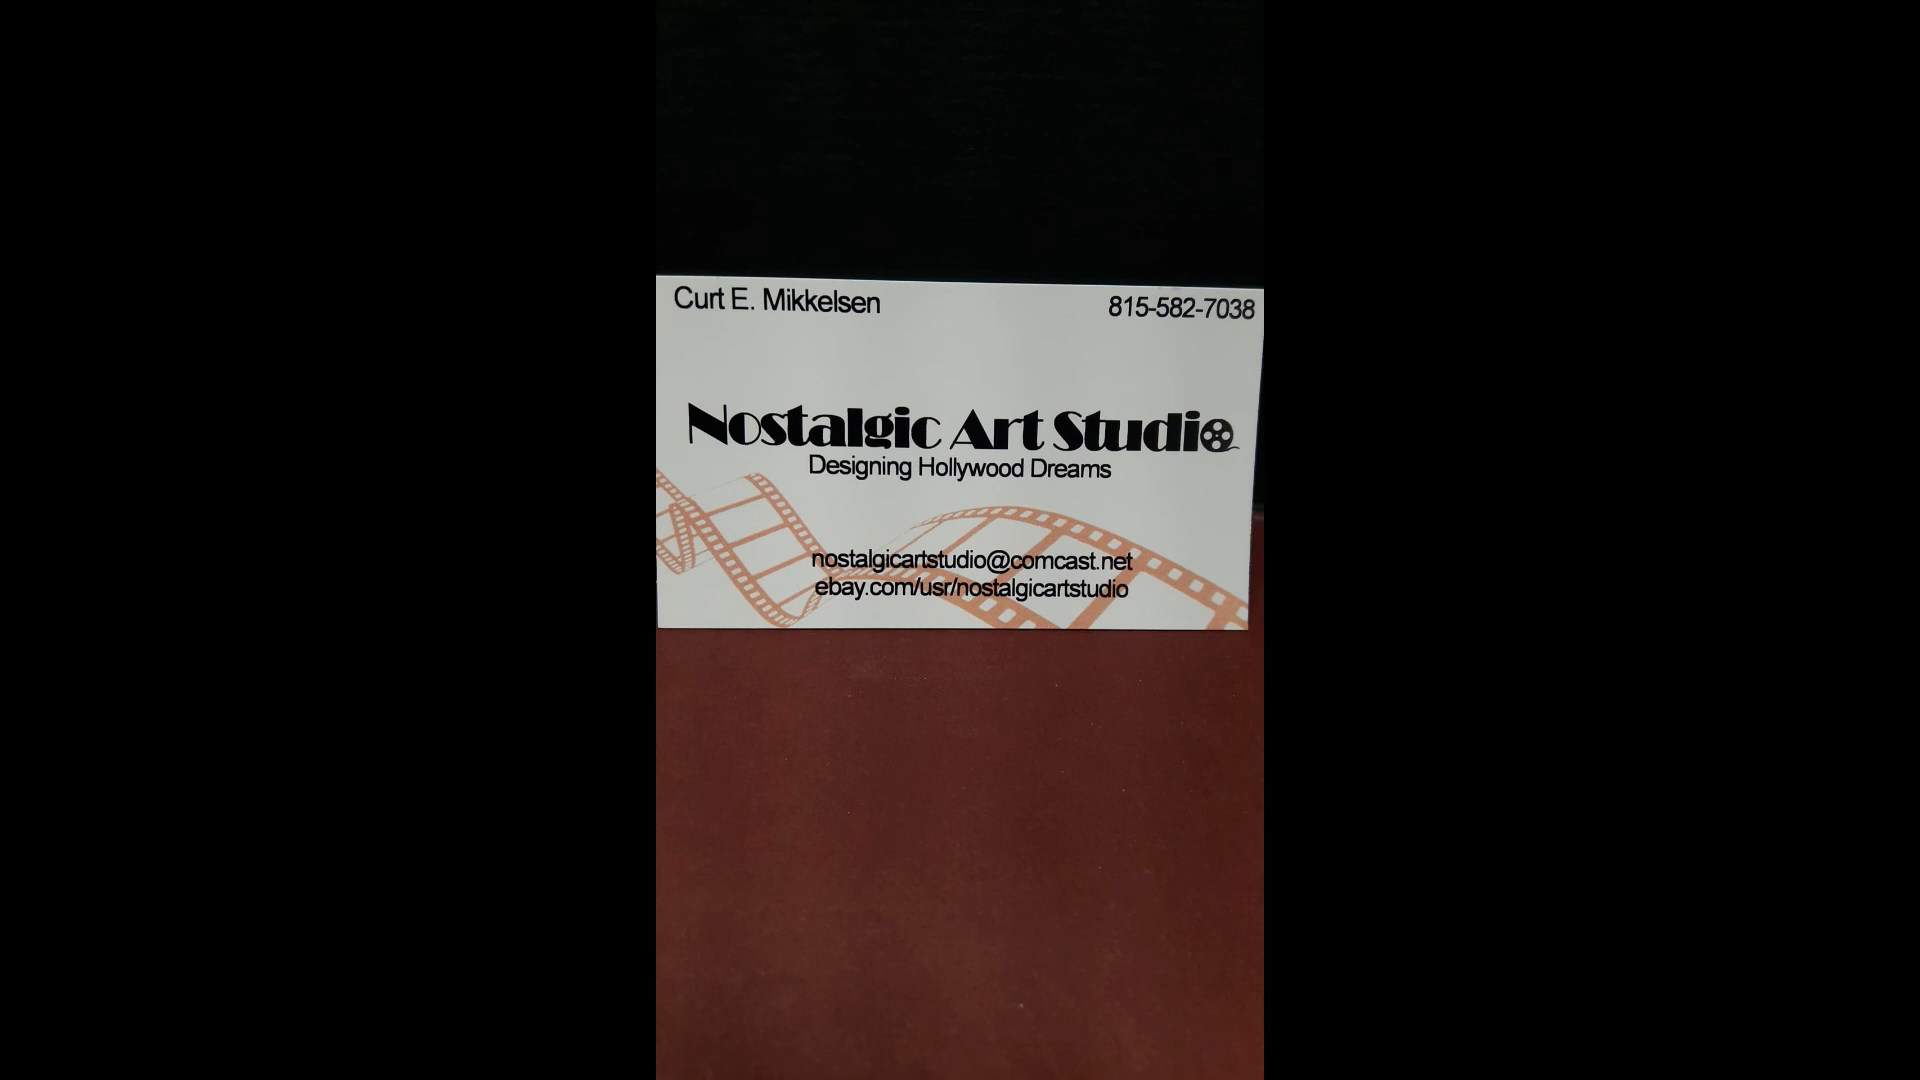 Curt E. Mikkelsen
815-582-7038
Nostalgic Art Studio
Designing Hollywood Dreams
nostalgicartstudio@comcast.net
ebay.com/usr/nostalgicartstudio